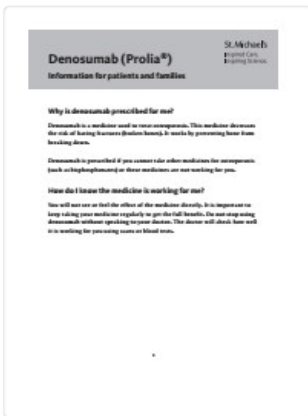 St. Michael's
Inspired Care.
Inspiring Science.
Denosumab (Prolia®)
Information for patients and families
Why is denosumab prescribed for me?
Denosumab is a medicine used to treat osteoporosis. This medicine decreases
the risk of having fractures (broken bones). It works by preventing bone from
breaking down.
Denosumab is prescribed if you cannot take other medicines for osteoporosis
(such as bisphosphonates) or these medicines are not working for you.
How do I know the medicine is working for me?
You will not see or feel the effect of the medicine directly. It is important to
keep taking your medicine regularly to get the full benefit. Do not stop using
denosumab without speaking to your doctor. The doctor will check how well
it is working for you using scans or blood tests.